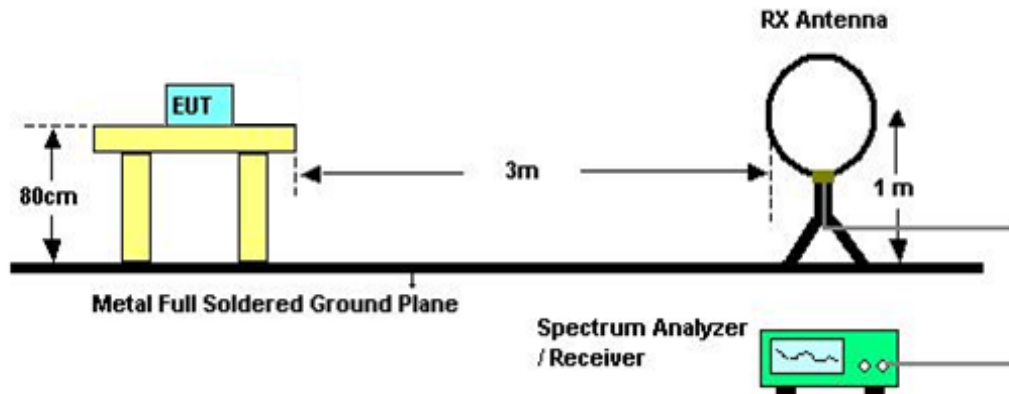 RX Antenna
EUT
80cm
3m
1 m
Metal Full Soldered Ground Plane
Spectrum Analyzer
/ Receiver